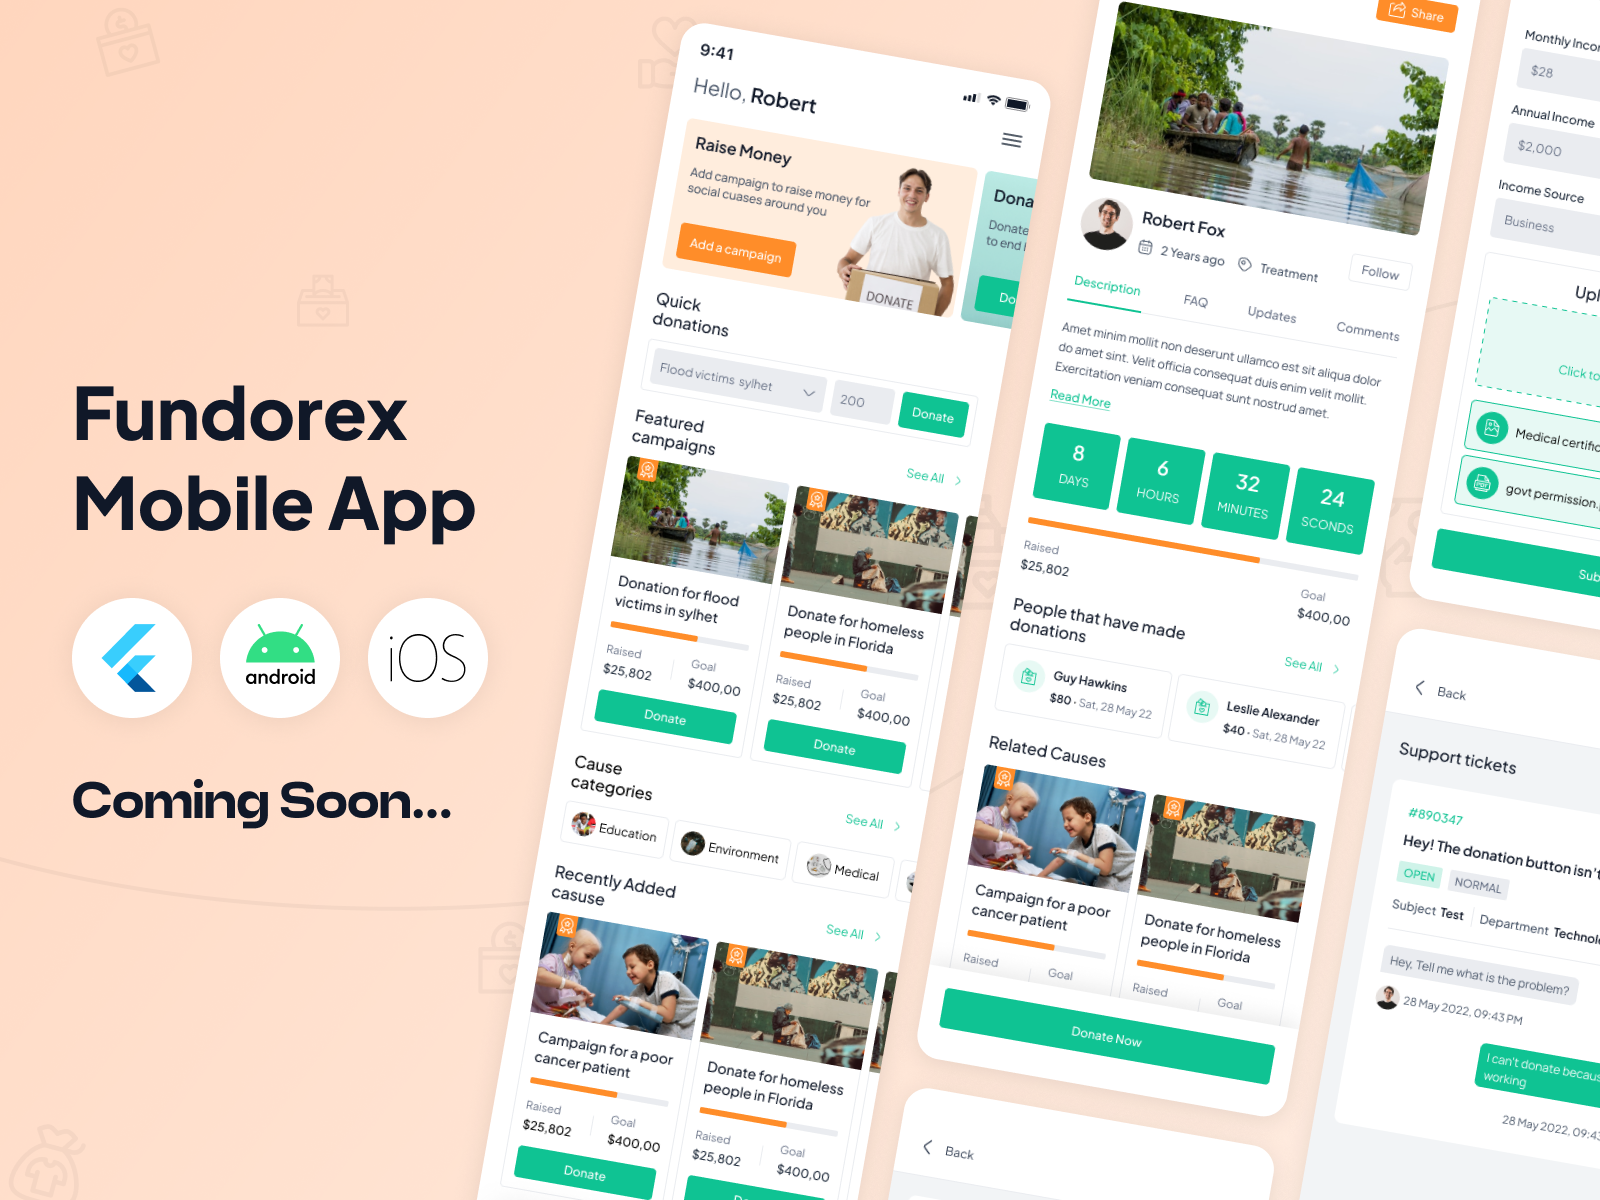 Fundorex
Mobile App
android
iOS
Coming Soon...
9:41
Hello, Robert
Raise Money
Add campaign to raise money for
social cuases around you
Add a campaign
DONATE
Dona
Donate
to end
Do
Quick
donations
Flood victims sylhet
200
Donate
Featured
campaigns
See All
Donation for flood
victims in sylhet
Raised
$25,802
Goal
$400,00
Donate
Donate for homeless
people in Florida
Raised
$25,802
Goal
$400,00
Donate
Cause
categories
See All
Education
Environment
Medical
Recently Added
casuse
See All
Campaign for a poor
cancer patient
Raised
$25,802
Goal
$400,00
Donate
Donate for homeless
people in Florida
Raised
$25,802
Goal
$400,00
Share
Robert Fox
2 Years ago
Treatment
Follow
Description
FAQ
Updates
Comments
Amet minim mollit non deserunt ullamco est sit aliqua dolor
do amet sint. Velit officia consequat duis enim velit mollit.
Exercitation veniam consequat sunt nostrud amet.
Read More
8
DAYS
6
HOURS
32
MINUTES
24
SCONDS
Raised
$25,802
Goal
$400,00
People that have made
donations
See All
Guy Hawkins
$80 • Sat, 28 May 22
Leslie Alexander
$40 • Sat, 28 May 22
Related Causes
Campaign for a poor
cancer patient
Raised
Goal
Donate for homeless
people in Florida
Raised
Goal
Donate Now
Back
Monthly Incor
$28
Annual Income
$2,000
Income Source
Business
Upl
Click to
Medical certific
govt permission.
Sub
Back
Support tickets
#890347
Hey! The donation button isn't
OPEN
NORMAL
Subject Test
Department Technolo
Hey, Tell me what is the problem?
28 May 2022, 09:43 PM
I can't donate becaus
working
28 May 2022, 09:43